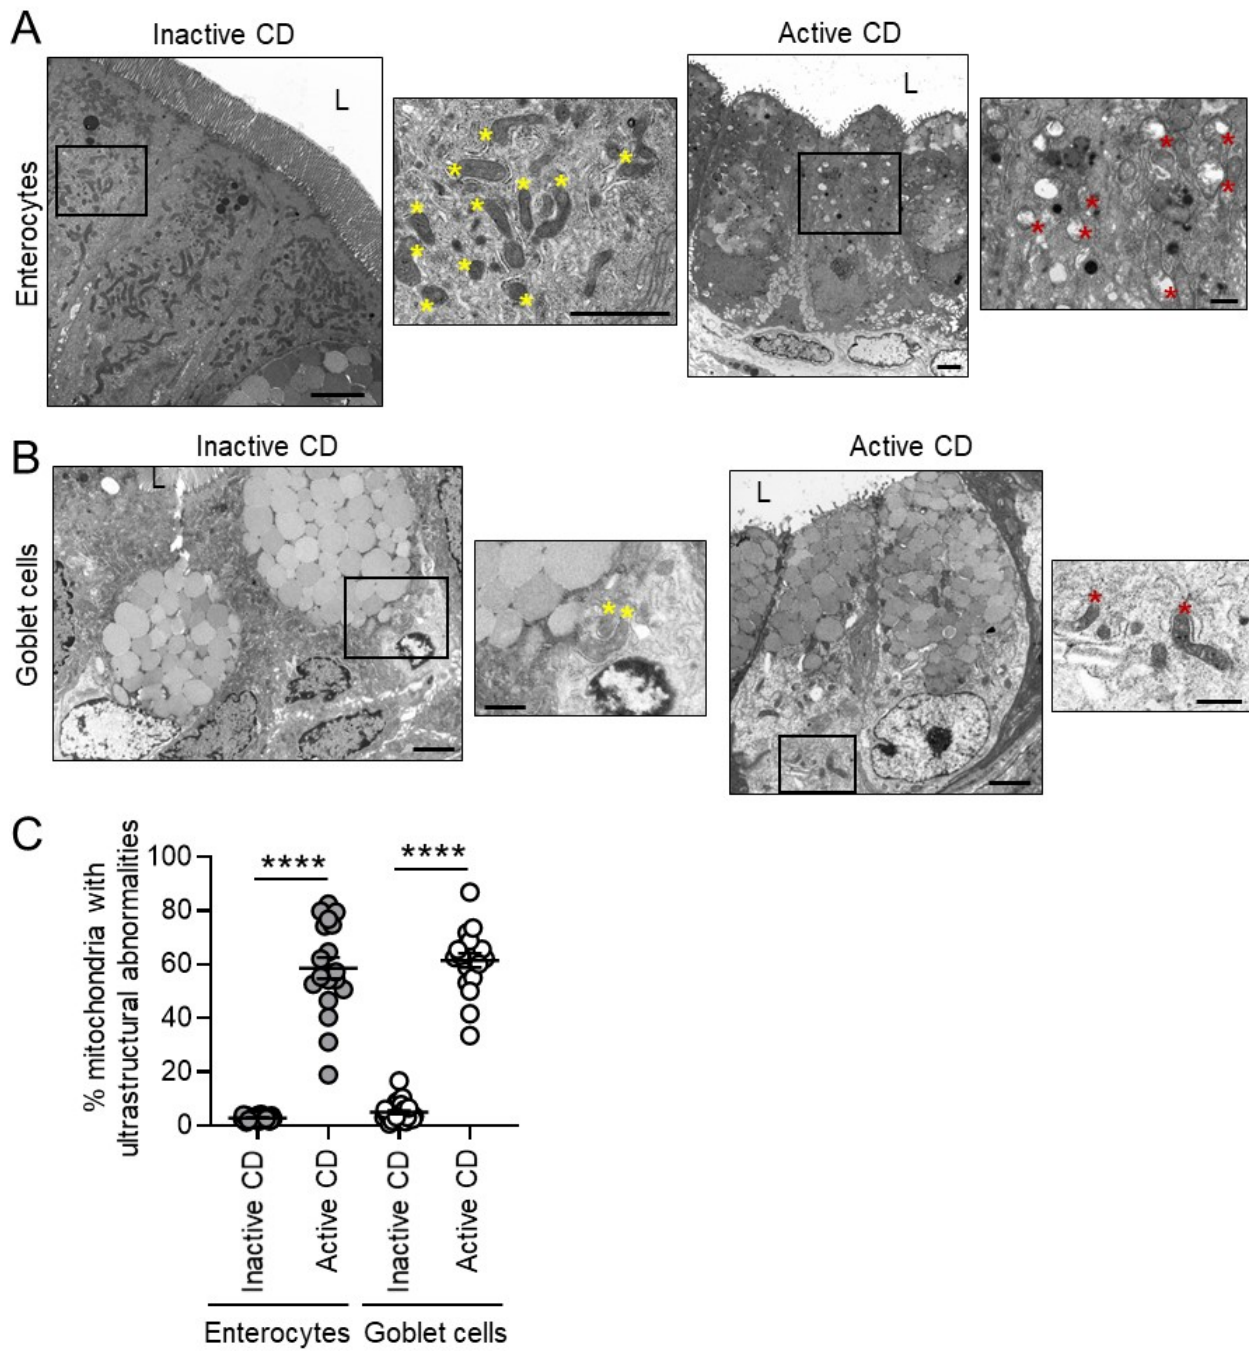 A
Inactive CD
Active CD
Enterocytes
L
L
B
Inactive CD
Active CD
Goblet cells
L
L
C
% mitochondria with
ultrastructural abnormalities
100
80
60
40
20
0
****
****
Inactive CD
Active CD
Inactive CD
Active CD
Enterocytes
Goblet cells